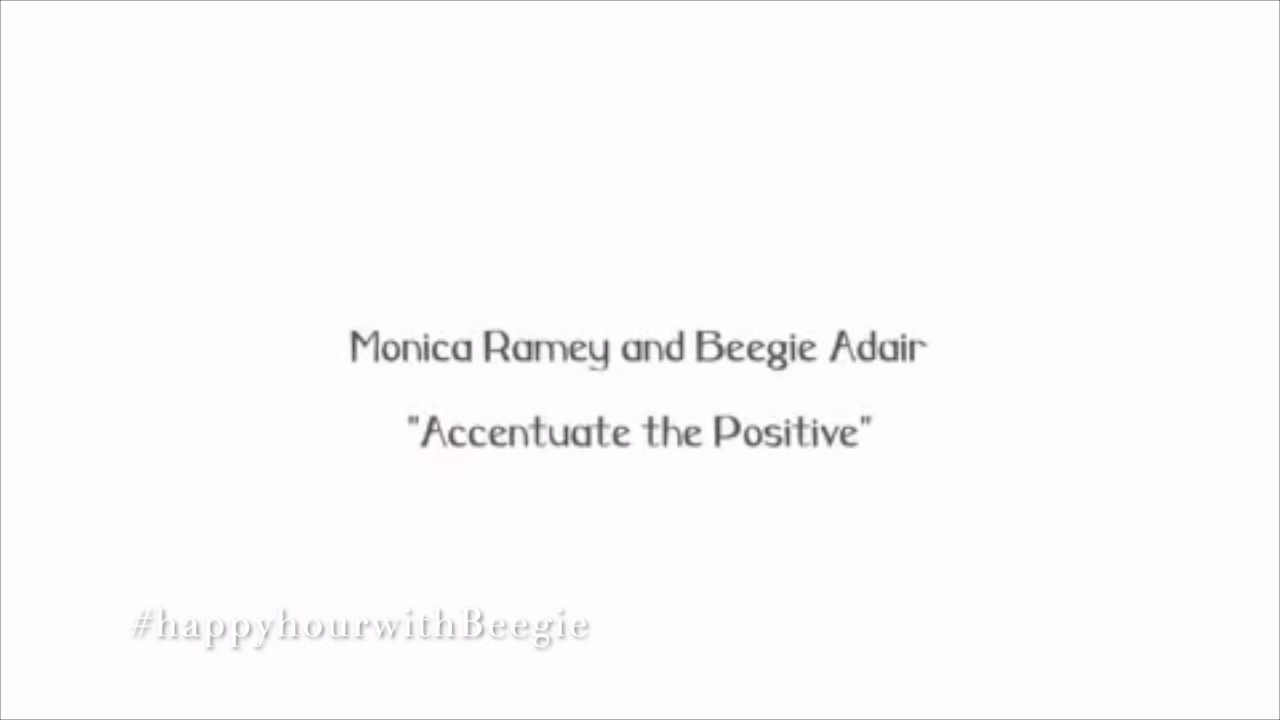 Monica Ramey and Beegie Adair
"Accentuate the Positive"
#happyhourwithBeegie